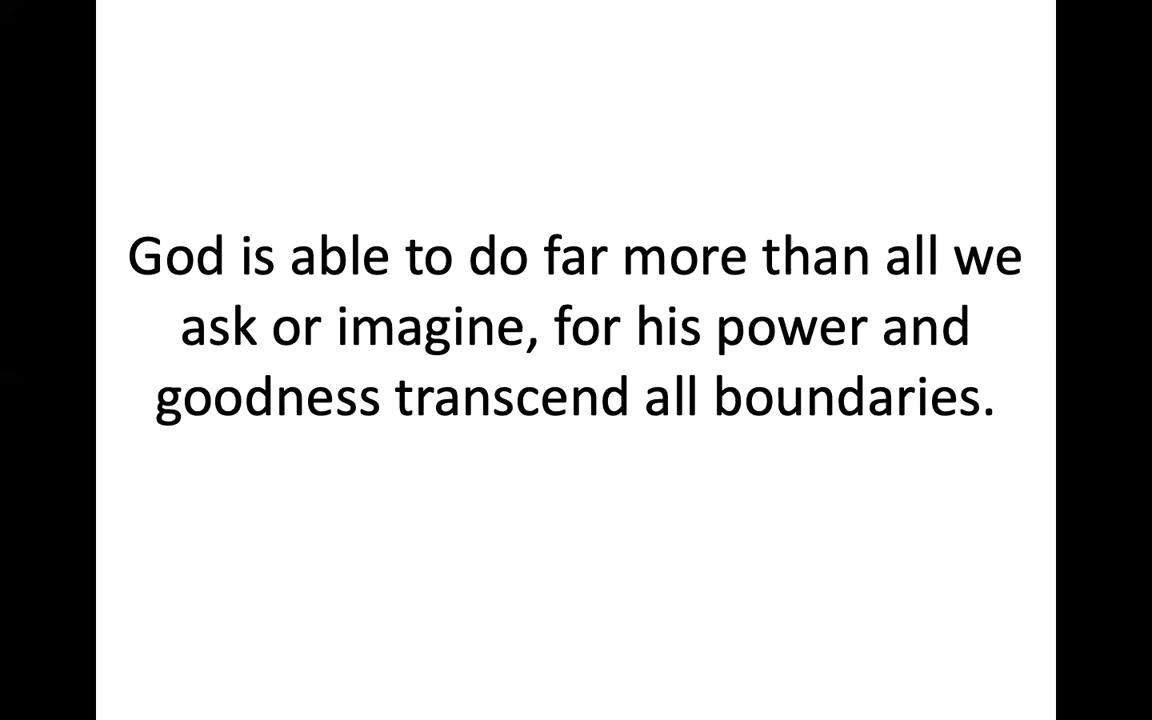 God is able to do far more than all we
ask or imagine, for his power and
goodness transcend all boundaries.